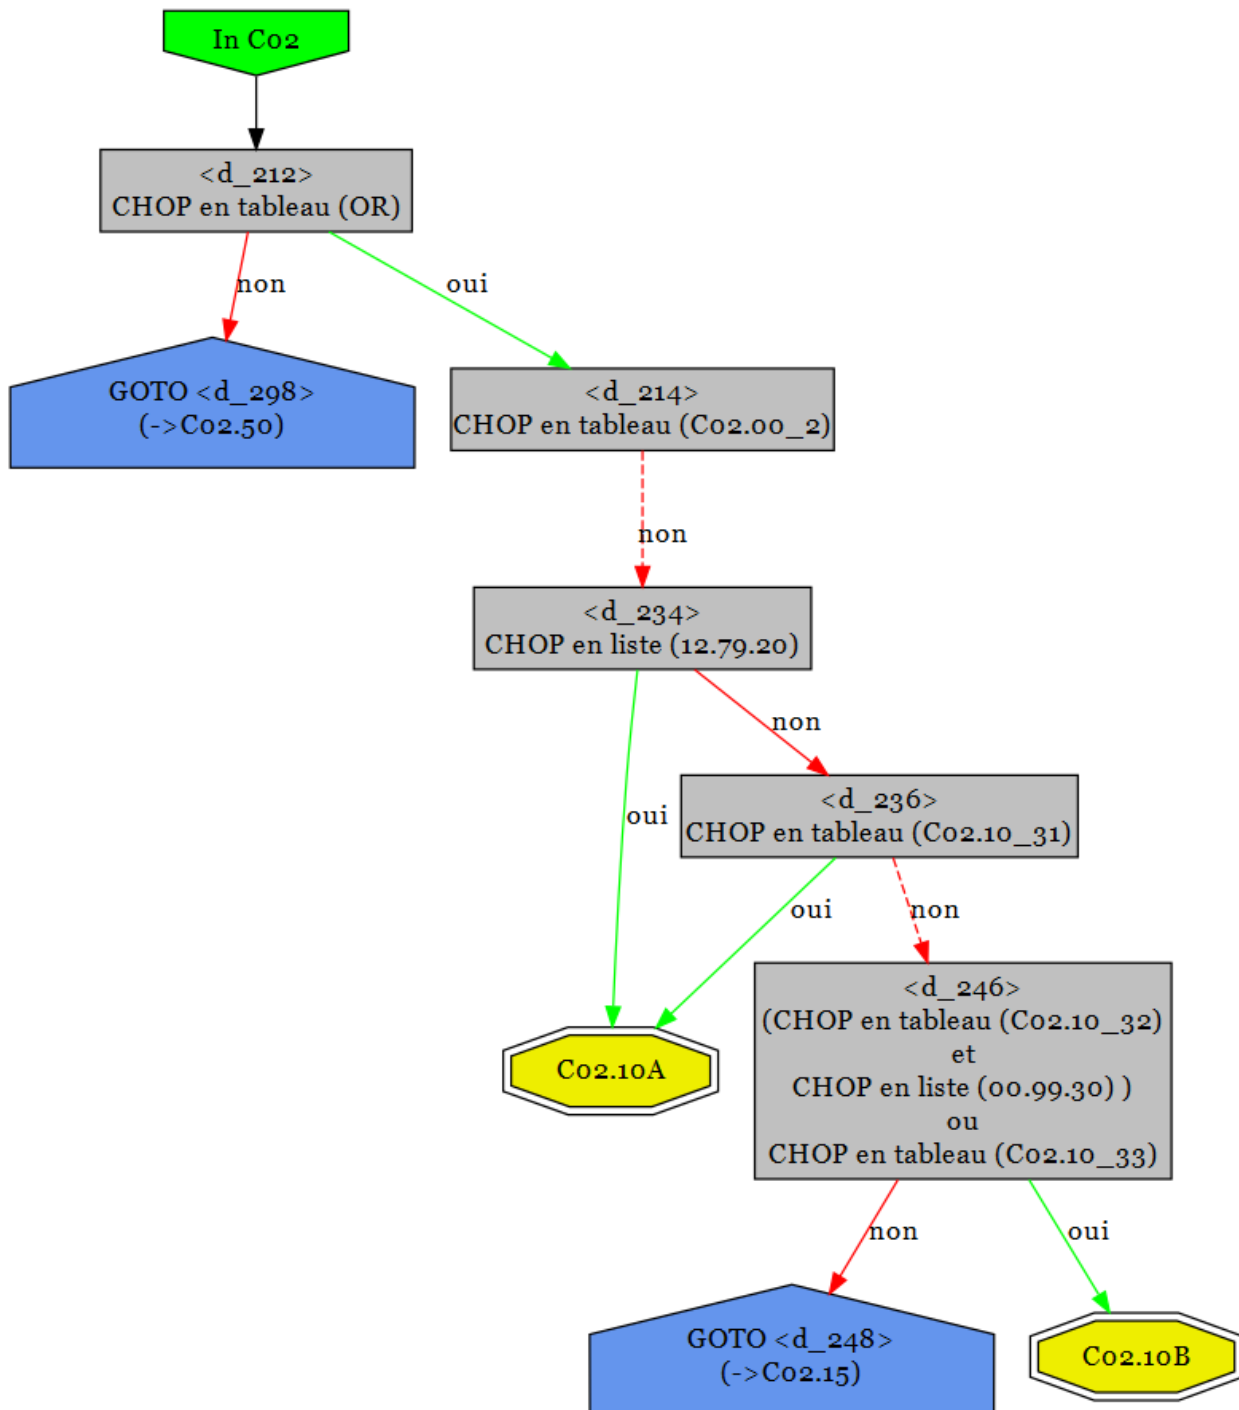 In C02
<d_212>
CHOP en tableau (OR)
non
oui
GOTO <d_298>
(->C02.50)
<d_214>
CHOP en tableau (C02.00_2)
non
<d_234>
CHOP en liste (12.79.20)
non
oui
<d_236>
CHOP en tableau (C02.10_31)
oui
non
<d_246>
(CHOP en tableau (C02.10_32)
et
CHOP en liste (00.99.30) )
ou
CHOP en tableau (C02.10_33)
C02.10A
non
oui
GOTO <d_248>
(->C02.15)
C02.10B